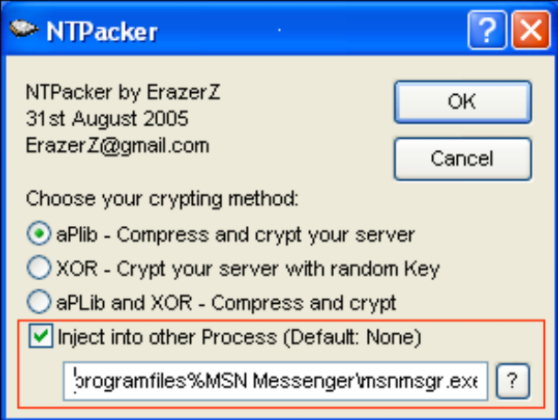 NTPacker
?
NTPacker by ErazerZ
31st August 2005
ErazerZ@gmail.com
OK
Cancel
Choose your crypting method:
aPlib - Compress and crypt your server
XOR - Crypt your server with random Key
aPLib and XOR - Compress and crypt
Inject into other Process (Default: None)
programfiles%MSN Messenger\msnmsgr.exe
?